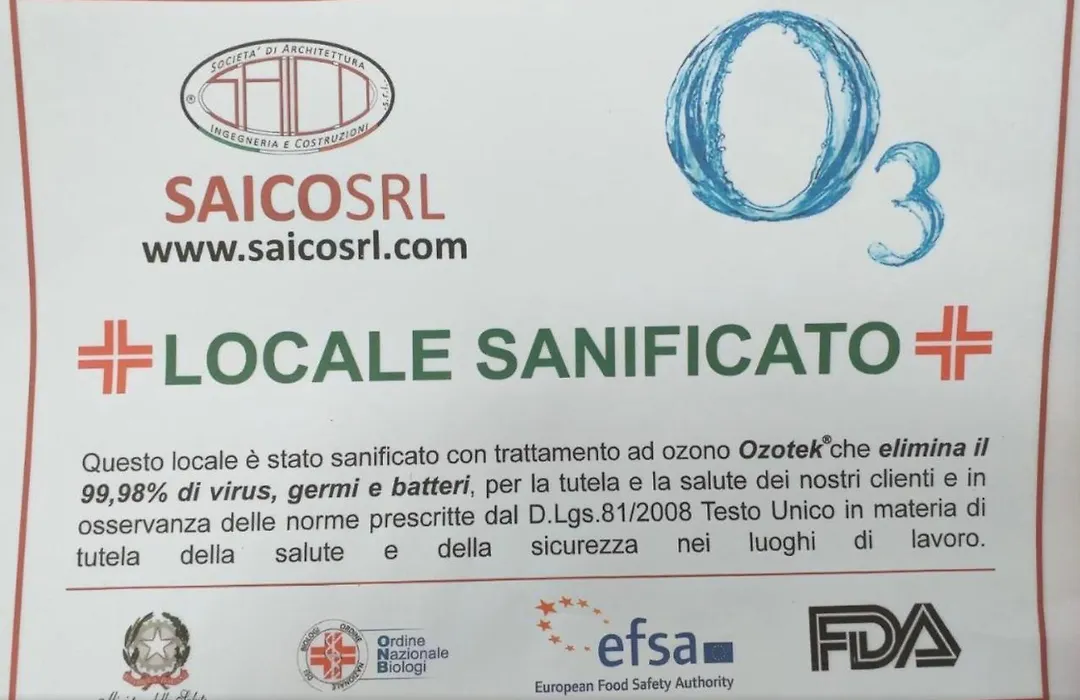 SOCIETA' DI ARCHITETTURA
INGEGNERIA E COSTRUZIONI
SAICOSRL
www.saicosrl.com
O3
LOCALE SANIFICATO
Questo locale è stato sanificato con trattamento ad ozono Ozotek®che elimina il
99,98% di virus, germi e batteri, per la tutela e la salute dei nostri clienti e in
osservanza delle norme prescritte dal D.Lgs.81/2008 Testo Unico in materia di
tutela della salute e della sicurezza nei luoghi di lavoro.
Ordine
Nazionale
Biologi
efsa
European Food Safety Authority
FDA